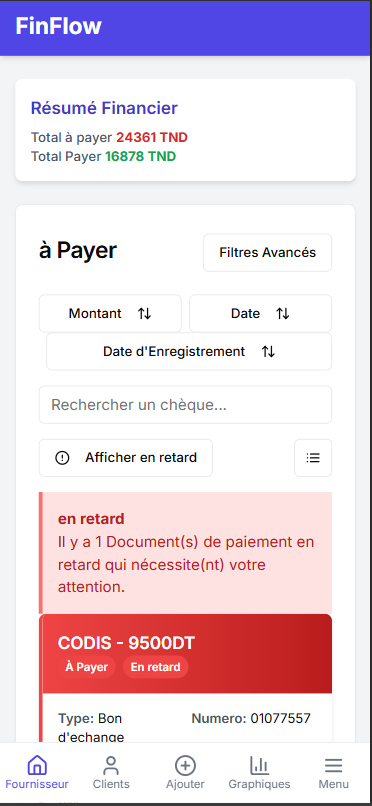 FinFlow
Résumé Financier
Total à payer 24361 TND
Total Payer 16878 TND
à Payer
Filtres Avancés
Montant
Date
Date d'Enregistrement
Rechercher un chèque...
Afficher en retard
en retard
Il y a 1 Document(s) de paiement en
retard qui nécessite(nt) votre
attention.
CODIS - 9500DT
À Payer En retard
Type: Bon Numero: 01077557
d'echange
Fournisseur Clients Ajouter Graphiques Menu